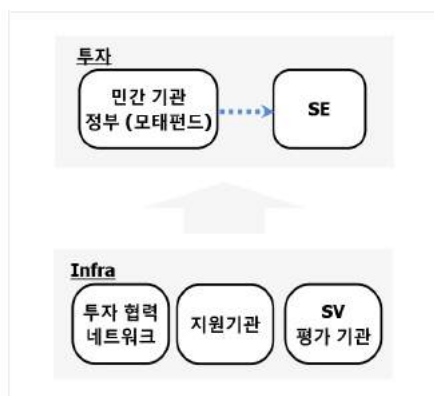 투자
민간 기관
정부 (모태펀드)
SE
Infra
투자 협력
네트워크
지원기관
SV
평가 기관